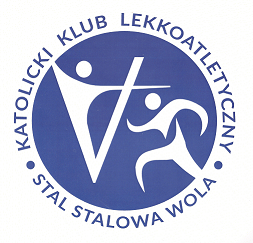 KATOLICKI KLUB LEKKOATLETYCZNY
• STAL STALOWA WOLA •